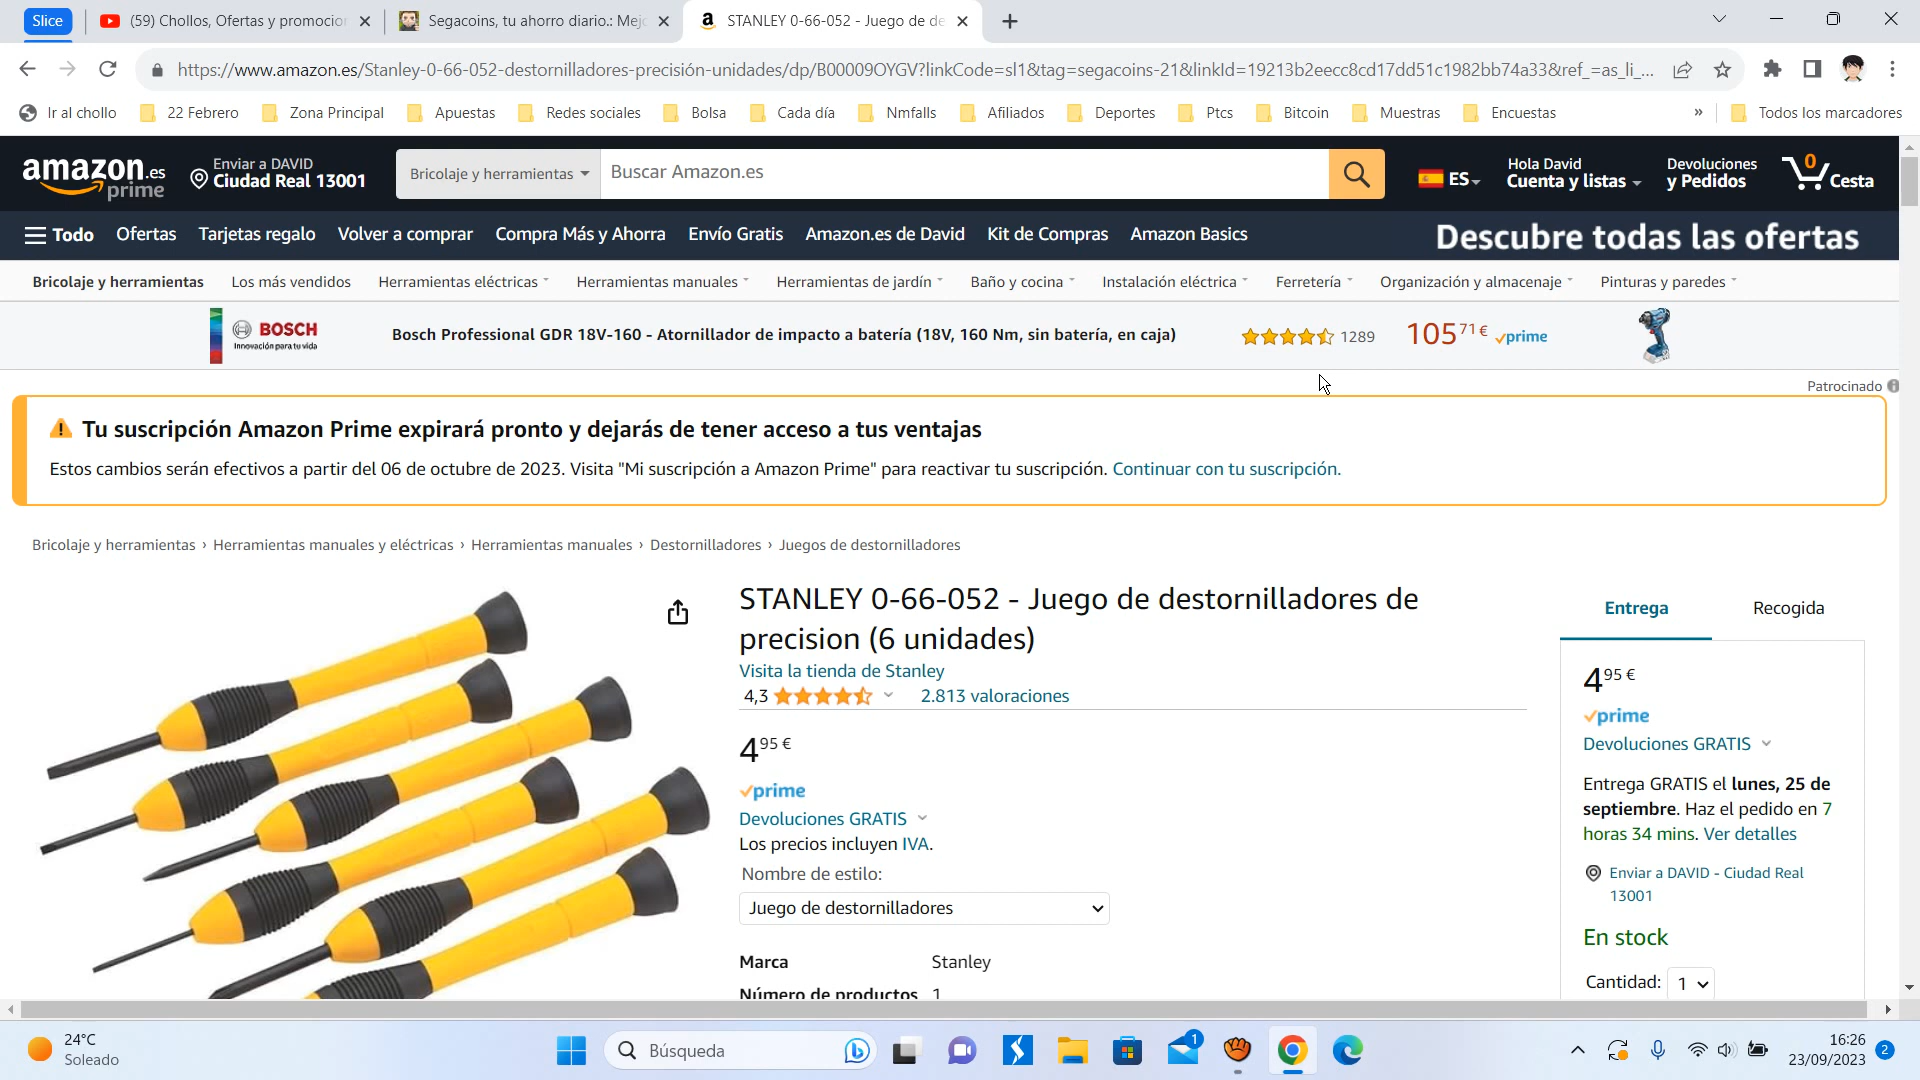 Slice
(59) Chollos, Ofertas y promocion
Segacoins, tu ahorro diario.: Mej
STANLEY 0-66-052 - Juego de de
https://www.amazon.es/Stanley-0-66-052-destornilladores-precisión-unidades/dp/B00009OYGV?linkCode=sl1&tag=segacoins-21&linkId=19213b2eecc8cd17dd51c1982bb74a33&ref_=as_li_...
Ir al chollo
22 Febrero
Zona Principal
Apuestas
Redes sociales
Bolsa
Cada día
Nmfalls
Afiliados
Deportes
Ptcs
Bitcoin
Muestras
Encuestas
»
Todos los marcadores
amazon.es
prime
Enviar a DAVID
Ciudad Real 13001
Bricolaje y herramientas
Buscar Amazon.es
ES
Hola David
Cuenta y listas
Devoluciones
y Pedidos
0
Cesta
Todo
Ofertas
Tarjetas regalo
Volver a comprar
Compra Más y Ahorra
Envío Gratis
Amazon.es de David
Kit de Compras
Amazon Basics
Descubre todas las ofertas
Bricolaje y herramientas
Los más vendidos
Herramientas eléctricas
Herramientas manuales
Herramientas de jardín
Baño y cocina
Instalación eléctrica
Ferretería
Organización y almacenaje
Pinturas y paredes
BOSCH
Innovación para tu vida
Bosch Professional GDR 18V-160 - Atornillador de impacto a batería (18V, 160 Nm, sin batería, en caja)
1289
105 71 €
prime
Patrocinado
Tu suscripción Amazon Prime expirará pronto y dejarás de tener acceso a tus ventajas
Estos cambios serán efectivos a partir del 06 de octubre de 2023. Visita "Mi suscripción a Amazon Prime" para reactivar tu suscripción. Continuar con tu suscripción.
Bricolaje y herramientas › Herramientas manuales y eléctricas › Herramientas manuales › Destornilladores › Juegos de destornilladores
STANLEY 0-66-052 - Juego de destornilladores de
precision (6 unidades)
Visita la tienda de Stanley
4,3
2.813 valoraciones
4 95 €
prime
Devoluciones GRATIS
Los precios incluyen IVA.
Nombre de estilo:
Juego de destornilladores
Marca Stanley
Número de productos 1
Entrega
Recogida
4 95 €
prime
Devoluciones GRATIS
Entrega GRATIS el lunes, 25 de
septiembre. Haz el pedido en 7
horas 34 mins. Ver detalles
Enviar a DAVID - Ciudad Real
13001
En stock
Cantidad: 1
24°C
Soleado
Búsqueda
1
16:26
23/09/2023
2